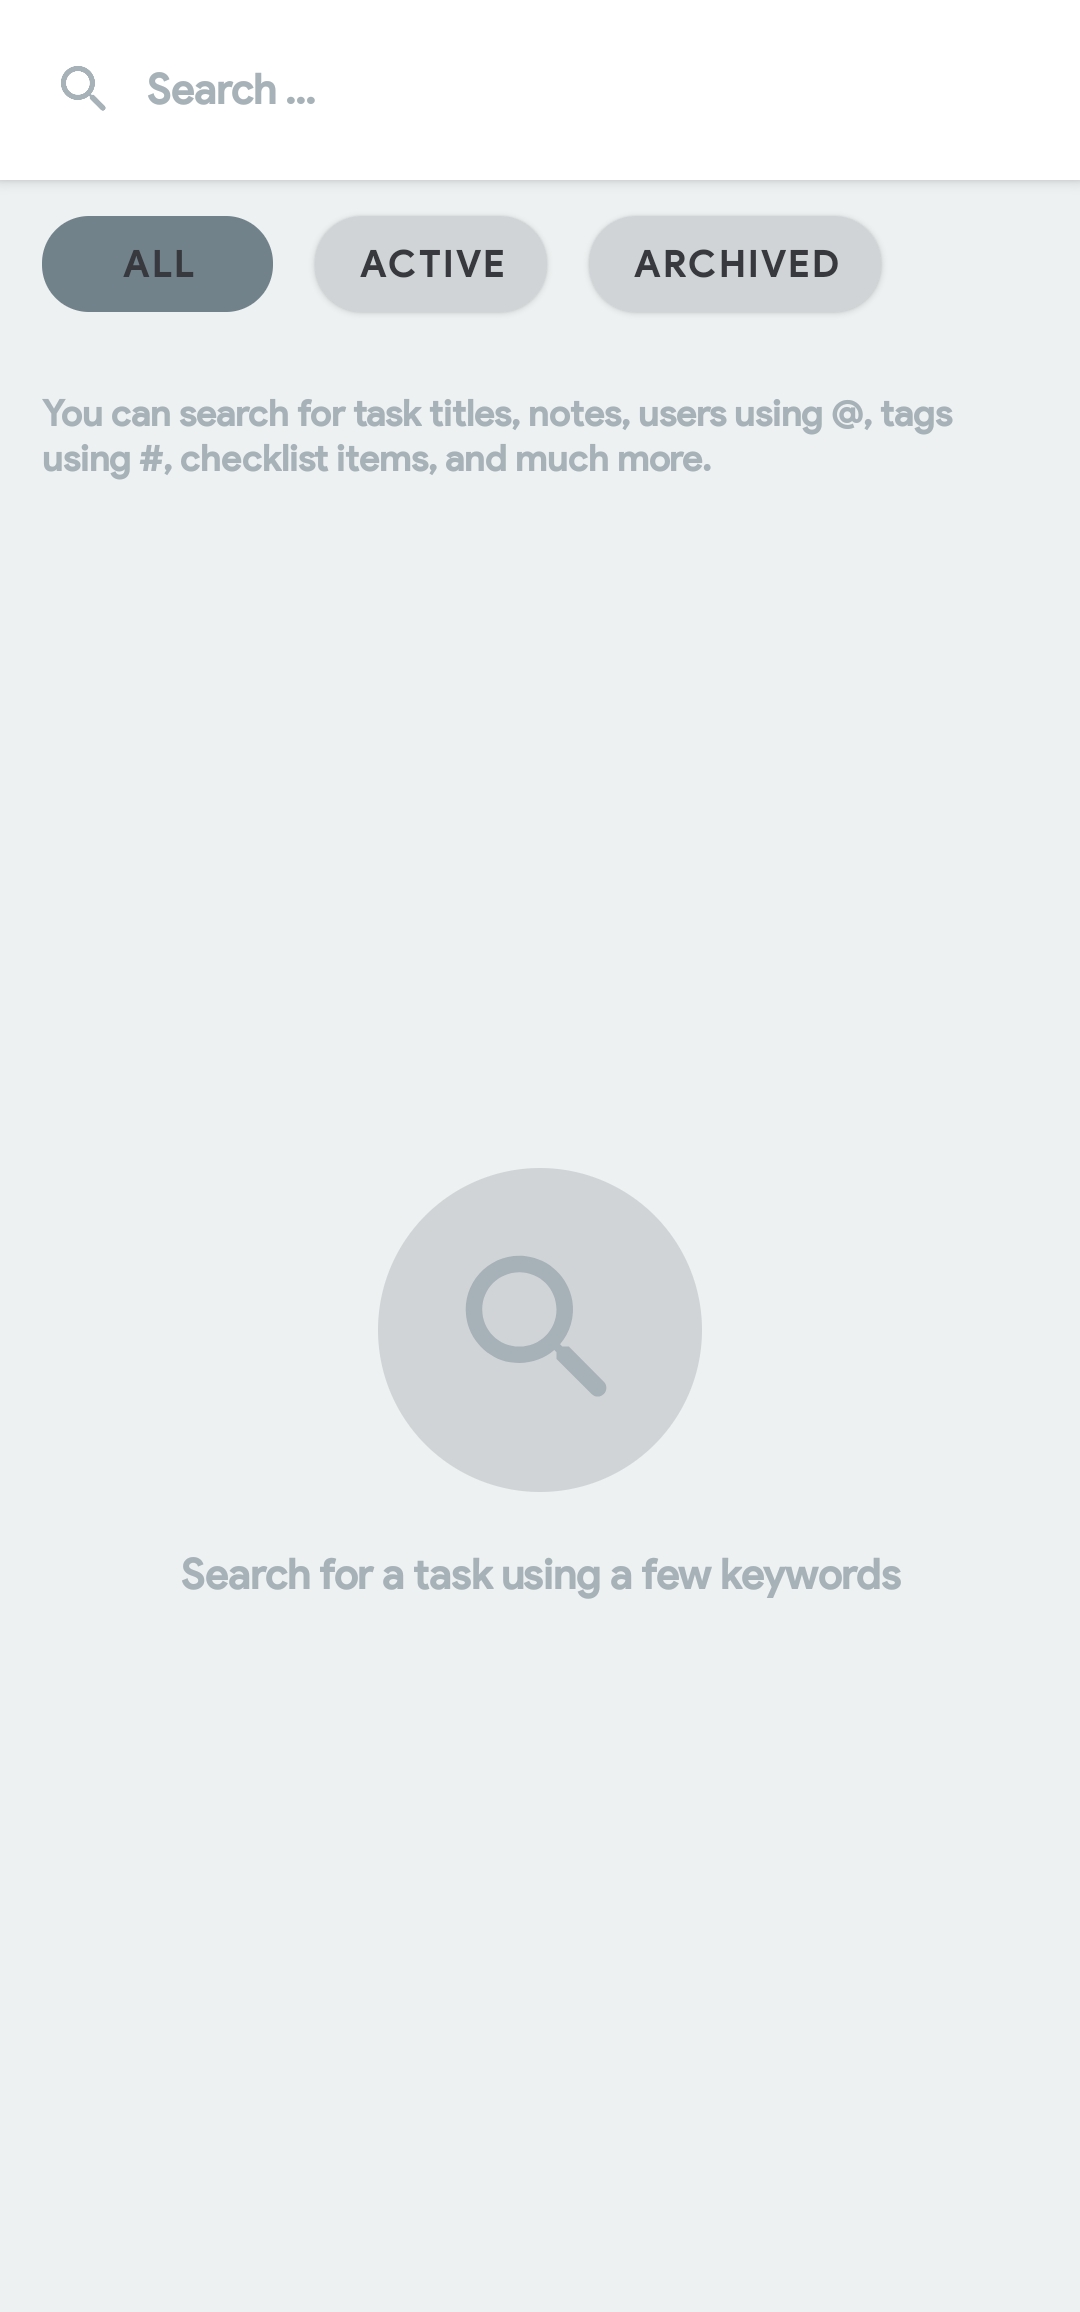 Search ...
ALL
ACTIVE
ARCHIVED
You can search for task titles, notes, users using @, tags
using #, checklist items, and much more.
Search for a task using a few keywords